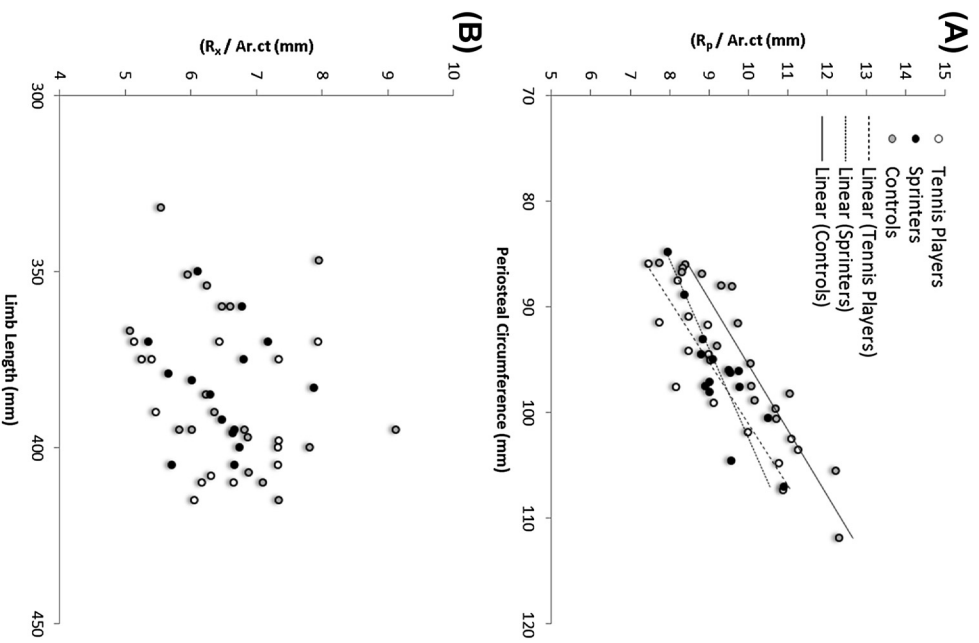 (A)
15
14
13
12
11
10
9
8
7
6
5
(Rₚ / Ar.ct (mm)
Tennis Players
Sprinters
Controls
Linear (Tennis Players)
Linear (Sprinters)
Linear (Controls)
70
80
90
100
110
120
Periosteal Circumference (mm)
(B)
10
9
8
7
6
5
4
(Rₓ / Ar.ct (mm)
300
350
400
450
Limb Length (mm)